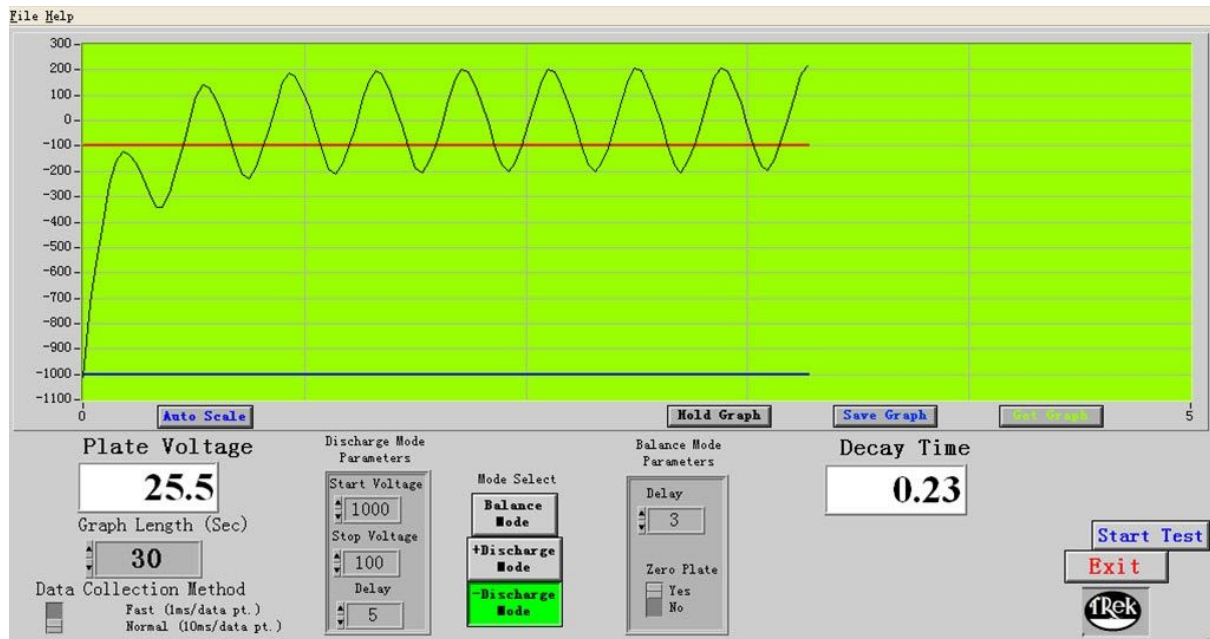 File Help
300
200
100
0
-100
-200
-300
-400
-500
-600
-700
-800
-900
-1000
-1100
0
5
Auto Scale
Hold Graph
Save Graph
Get Graph
Plate Voltage
25.5
Graph Length (Sec)
30
Data Collection Method
Fast (1ms/data pt.)
Normal (10ms/data pt.)
Discharge Mode
Parameters
Start Voltage
1000
Stop Voltage
100
Delay
5
Mode Select
Balance
Mode
+Discharge
Mode
-Discharge
Mode
Balance Mode
Parameters
Delay
3
Zero Plate
Yes
No
Decay Time
0.23
Start Test
Exit
TRek